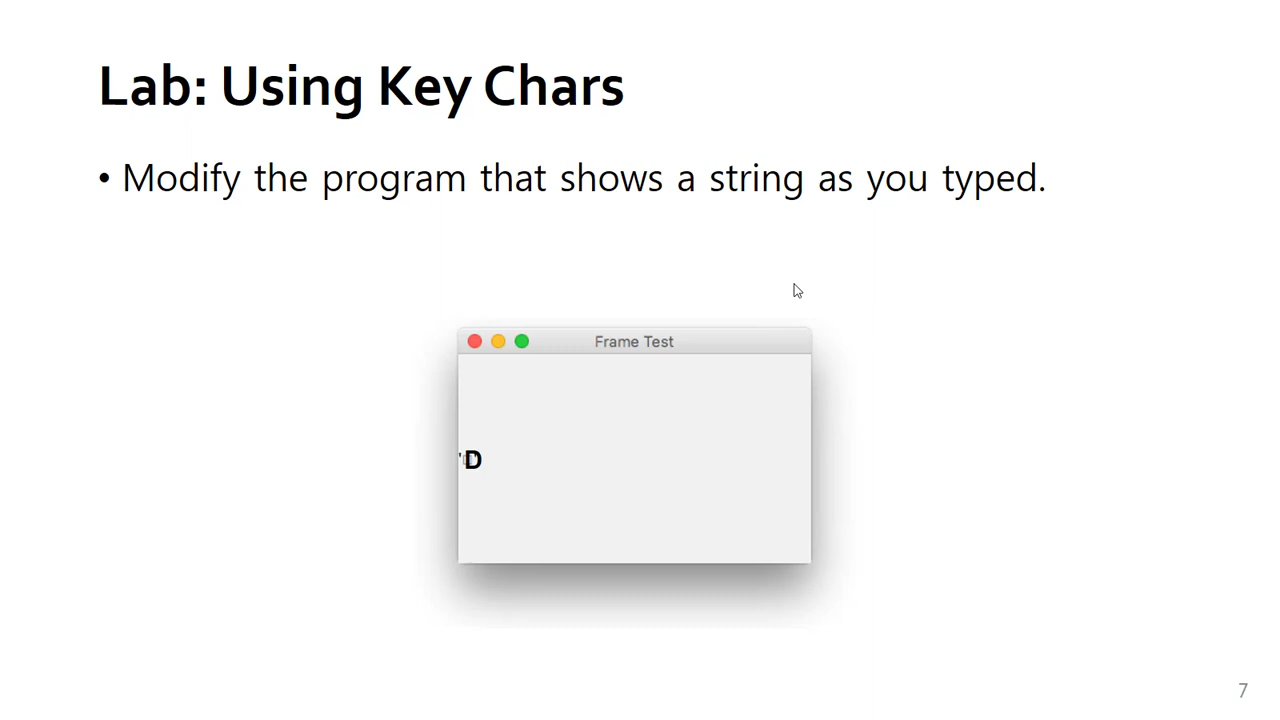 Lab: Using Key Chars
• Modify the program that shows a string as you typed.
Frame Test
D
7